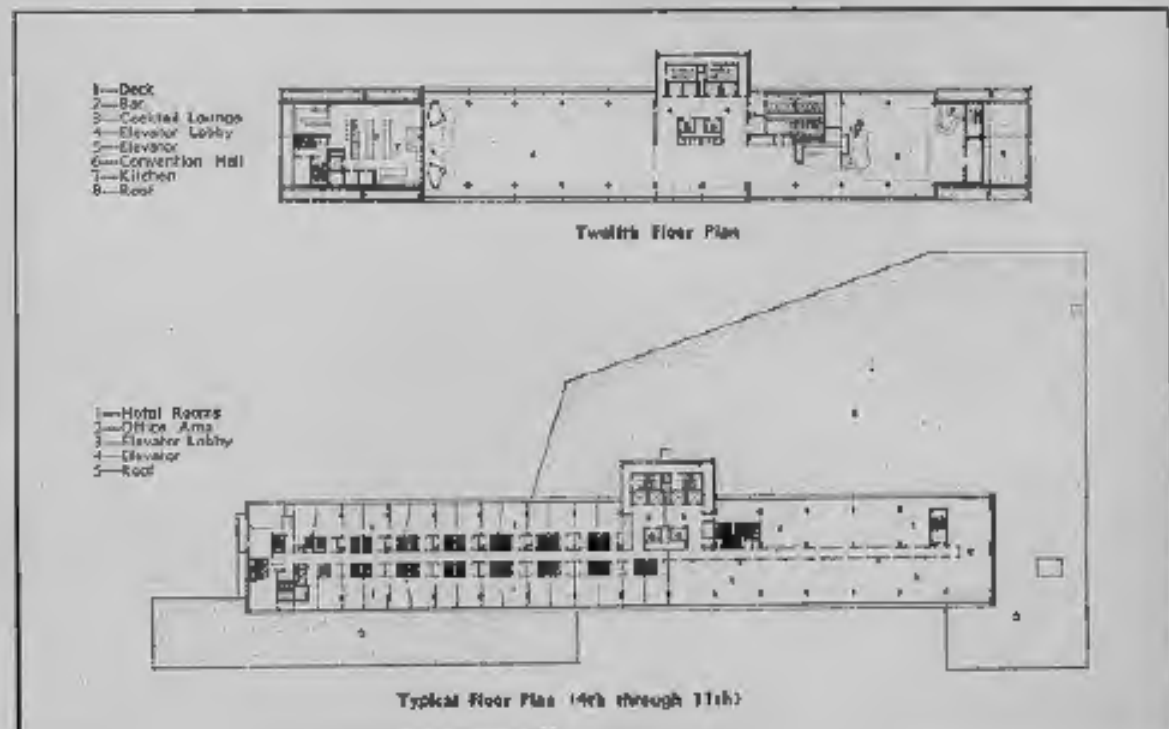 1—Deck
2—Bar
3—Cocktail Lounge
4—Elevator Lobby
5—Elevator
6—Convention Hall
7—Kitchen
8—Roof
Twelfth Floor Plan
1—Hotel Rooms
2—Office Area
3—Elevator Lobby
4—Elevator
5—Roof
Typical Floor Plan (4th through 11th)